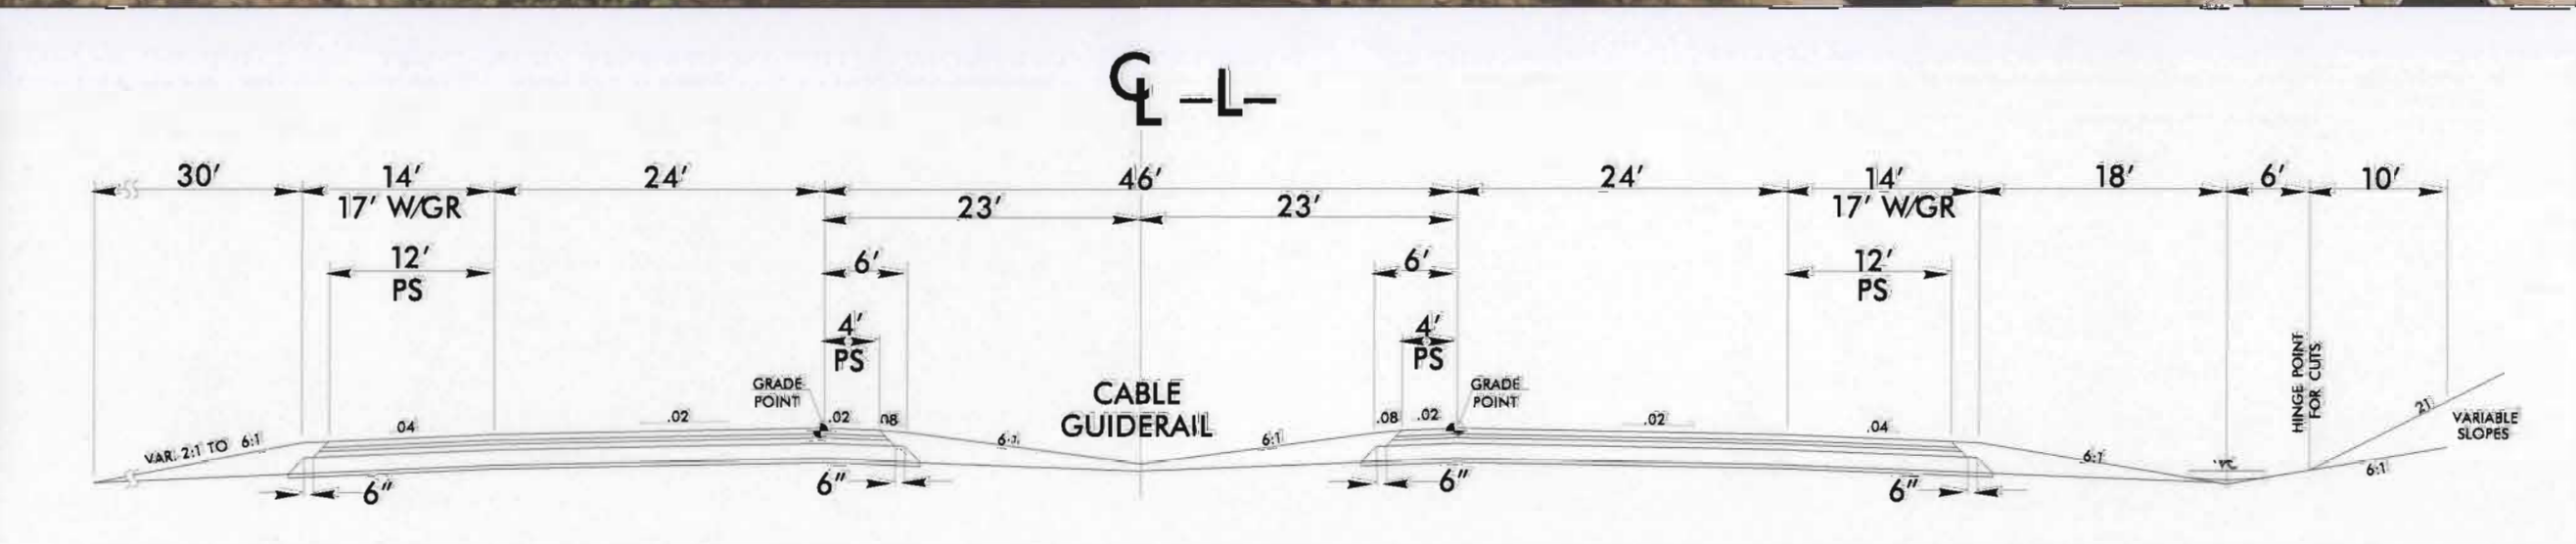 ℄ -L-
30' 14' 24' 46' 24' 14' 18' 6' 10'
17' W/GR 23' 23' 17' W/GR
12' 6' 6' 12'
PS PS
4' 4'
PS PS
GRADE POINT GRADE POINT
CABLE
GUIDERAIL
HINGE POINT
FOR CUTS
VAR. 2:1 TO 6:1 04 .02 .02 08 6:1 6:1 .08 .02 .02 .04 6:1 21 6:1
VARIABLE
SLOPES
6" 6" 6" 6"